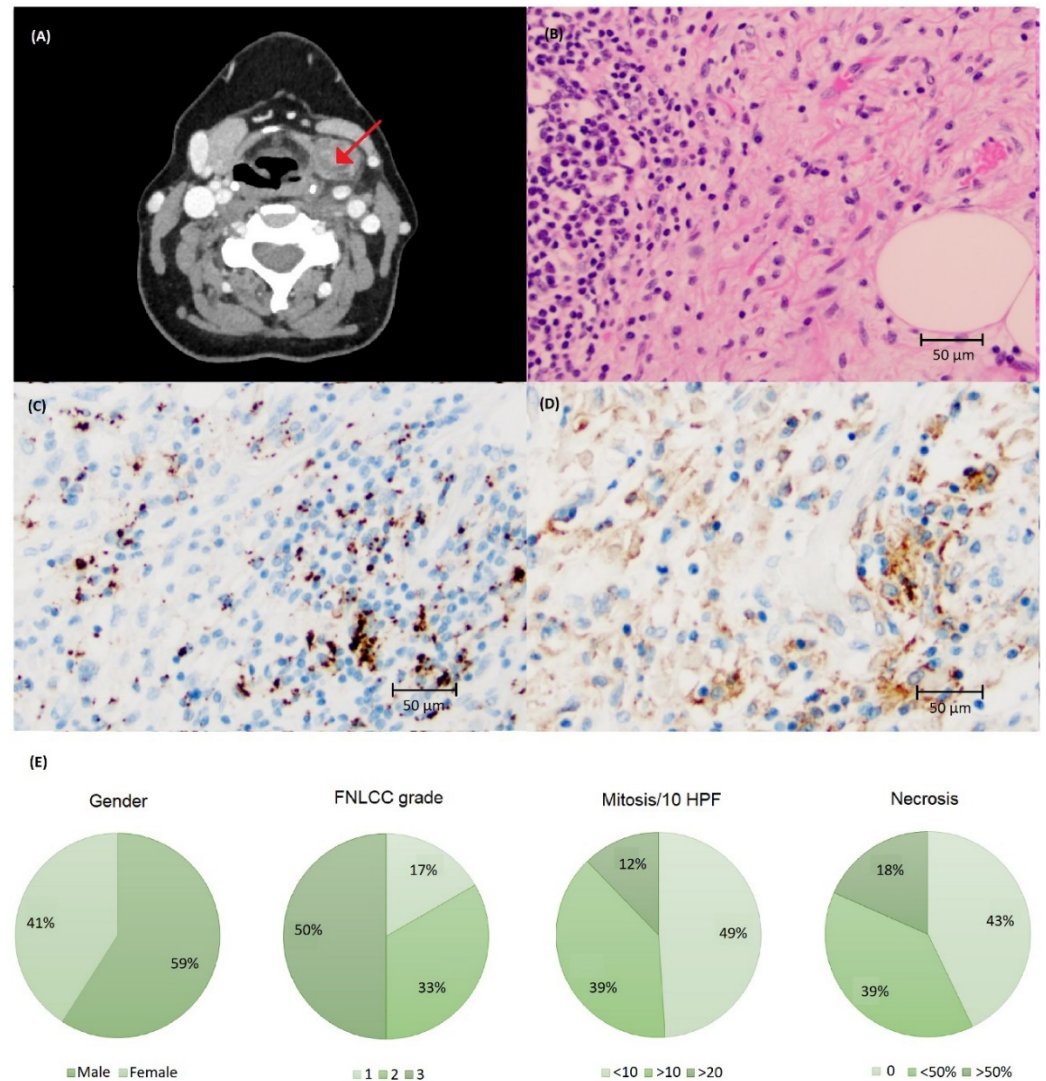 (A)
(B)
50 µm
(C)
50 µm
(D)
50 µm
(E)
Gender
FNLCC grade
Mitosis/10 HPF
Necrosis
41%
59%
50%
17%
33%
12%
49%
39%
18%
43%
39%
Male Female
1 2 3
<10 >10 >20
0 <50% >50%